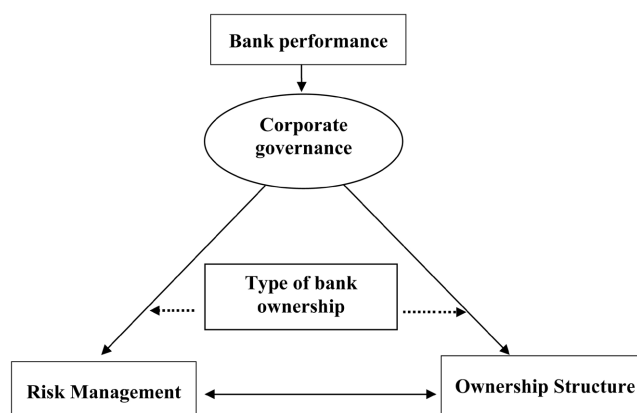 Bank performance
Corporate
governance
Type of bank
ownership
Risk Management
Ownership Structure